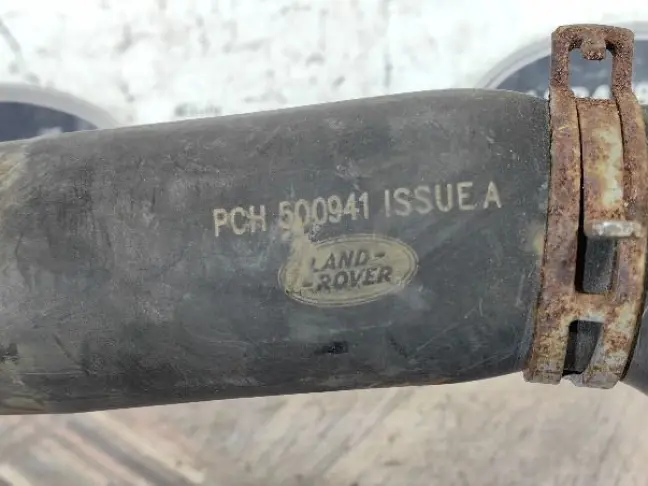 PCH 500941 ISSUE A
LAND-
-ROVER